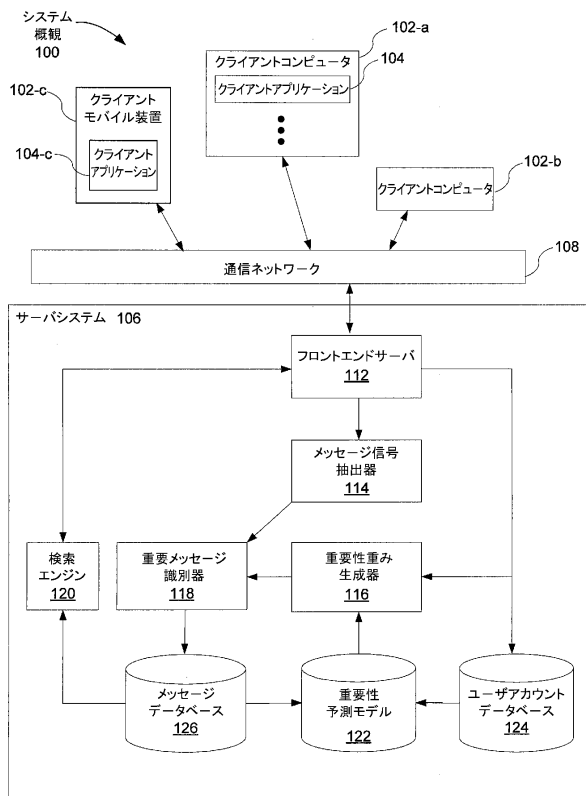 システム
概観
100
102-a
クライアントコンピュータ
104
クライアントアプリケーション
102-c
クライアント
モバイル装置
104-c
クライアント
アプリケーション
102-b
クライアントコンピュータ
通信ネットワーク
108
サーバシステム 106
フロントエンドサーバ
112
メッセージ信号
抽出器
114
検索
エンジン
120
重要メッセージ
識別器
118
重要性重み
生成器
116
メッセージ
データベース
126
重要性
予測モデル
122
ユーザアカウント
データベース
124